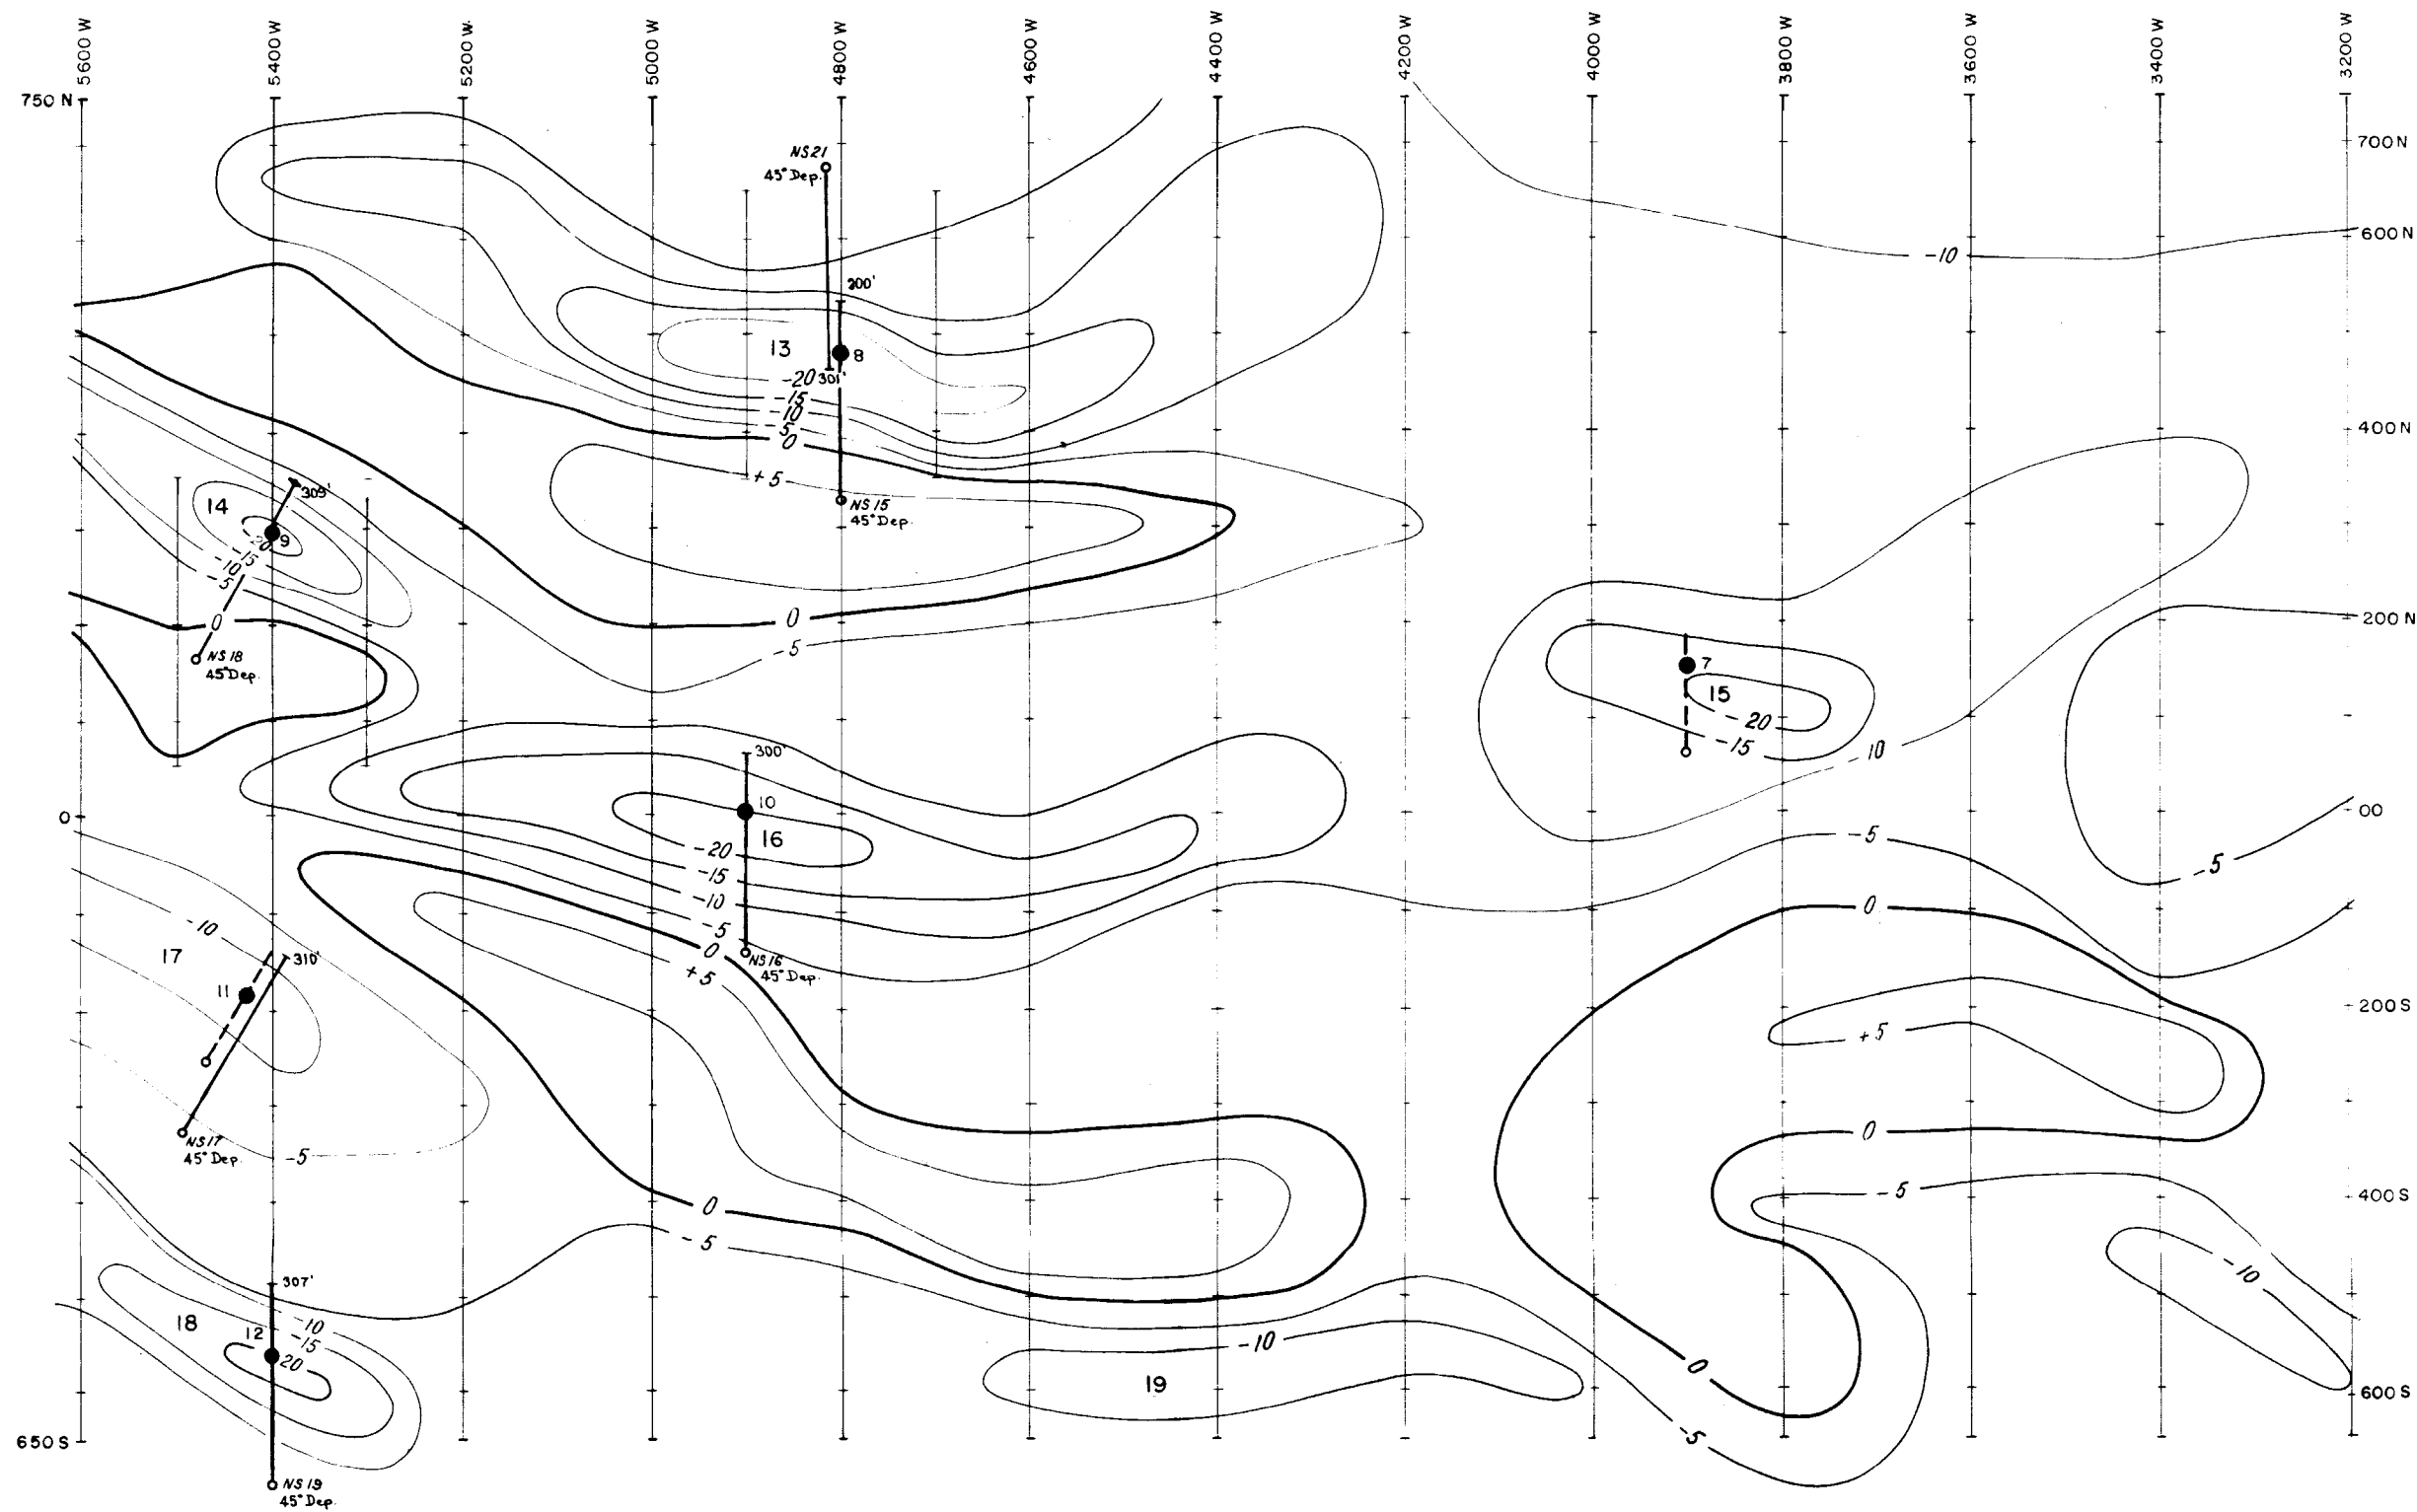 5600 W
5400 W
5200 W.
5000 W
4800 W
4600 W
4400 W
4200 W
4000 W
3800 W
3600 W
3400 W
3200 W
750 N
700 N
NS 21
45° Dep.
600 N
-10
200'
13
8
-20
301'
-15
-10
-5
0
400 N
+5
14
309'
NS 15
45° Dep.
9
20
-15
-10
-5
0
0
200 N
-5
NS 18
45° Dep.
7
15
-20
-15
-10
300'
10
0
00
16
-20
-15
-5
-5
-10
-5
0
0
-10
17
310'
NS 16
45° Dep.
+5
11
200 S
+5
NS 17
45° Dep.
-5
0
-5
0
400 S
-5
-10
307'
18
12
-10
-15
20
-10
0
19
600 S
-5
650 S
NS 19
45° Dep.